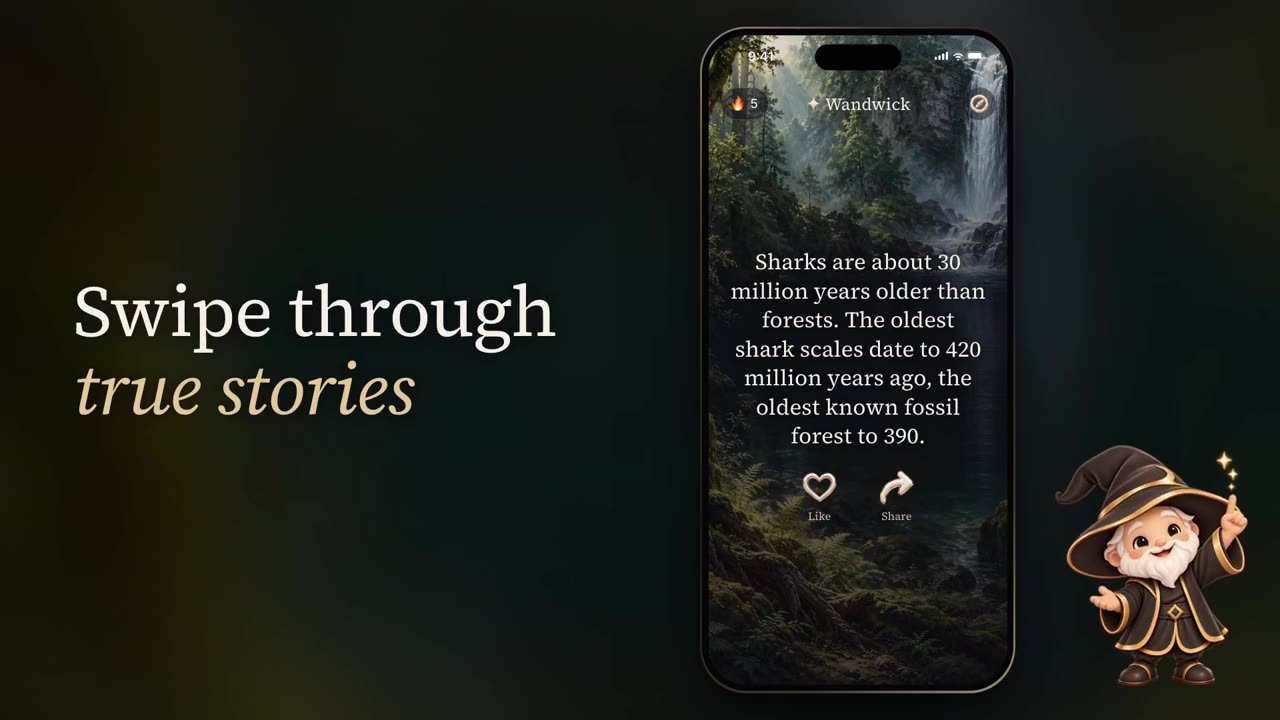 Swipe through
true stories
9:41
5
Wandwick
Sharks are about 30
million years older than
forests. The oldest
shark scales date to 420
million years ago, the
oldest known fossil
forest to 390.
Like
Share